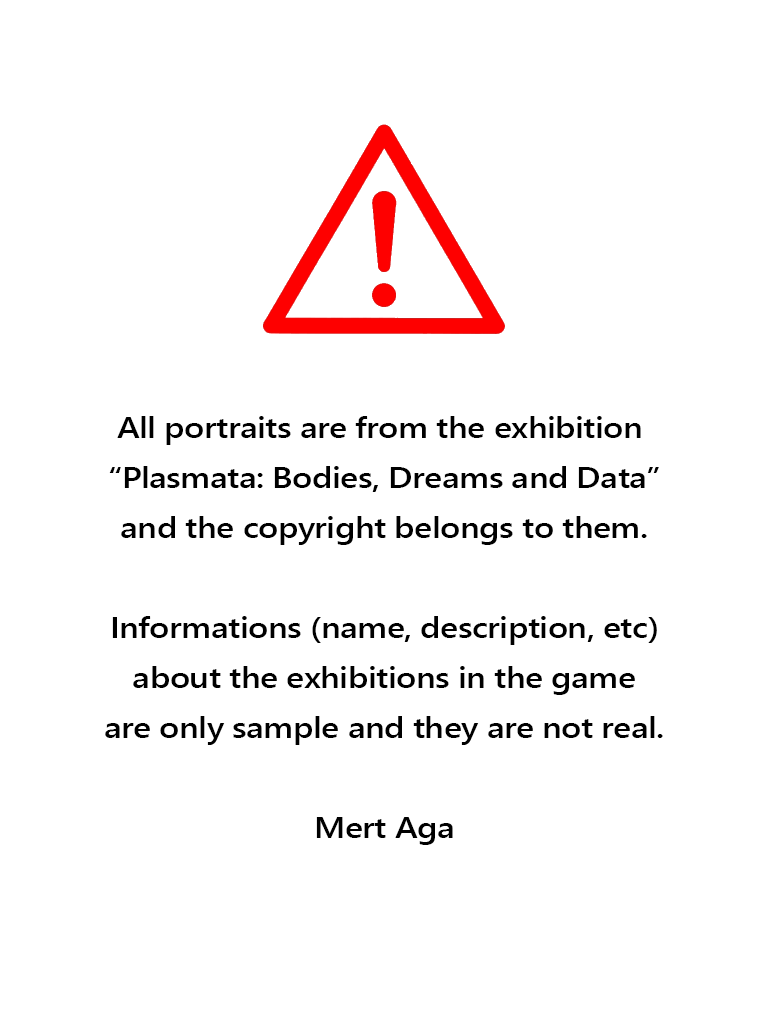 All portraits are from the exhibition
“Plasmata: Bodies, Dreams and Data”
and the copyright belongs to them.
Informations (name, description, etc)
about the exhibitions in the game
are only sample and they are not real.
Mert Aga